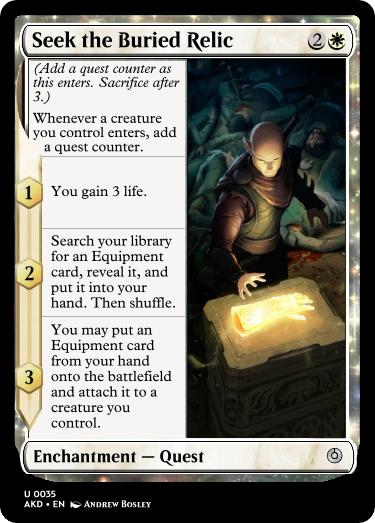 Seek the Buried Relic 2
(Add a quest counter as
this enters. Sacrifice after
3.)
Whenever a creature
you control enters, add
a quest counter.
1
You gain 3 life.
2
Search your library
for an Equipment
card, reveal it, and
put it into your
hand. Then shuffle.
3
You may put an
Equipment card
from your hand
onto the battlefield
and attach it to a
creature you
control.
Enchantment — Quest
U 0035
AKD • EN Andrew Bosley